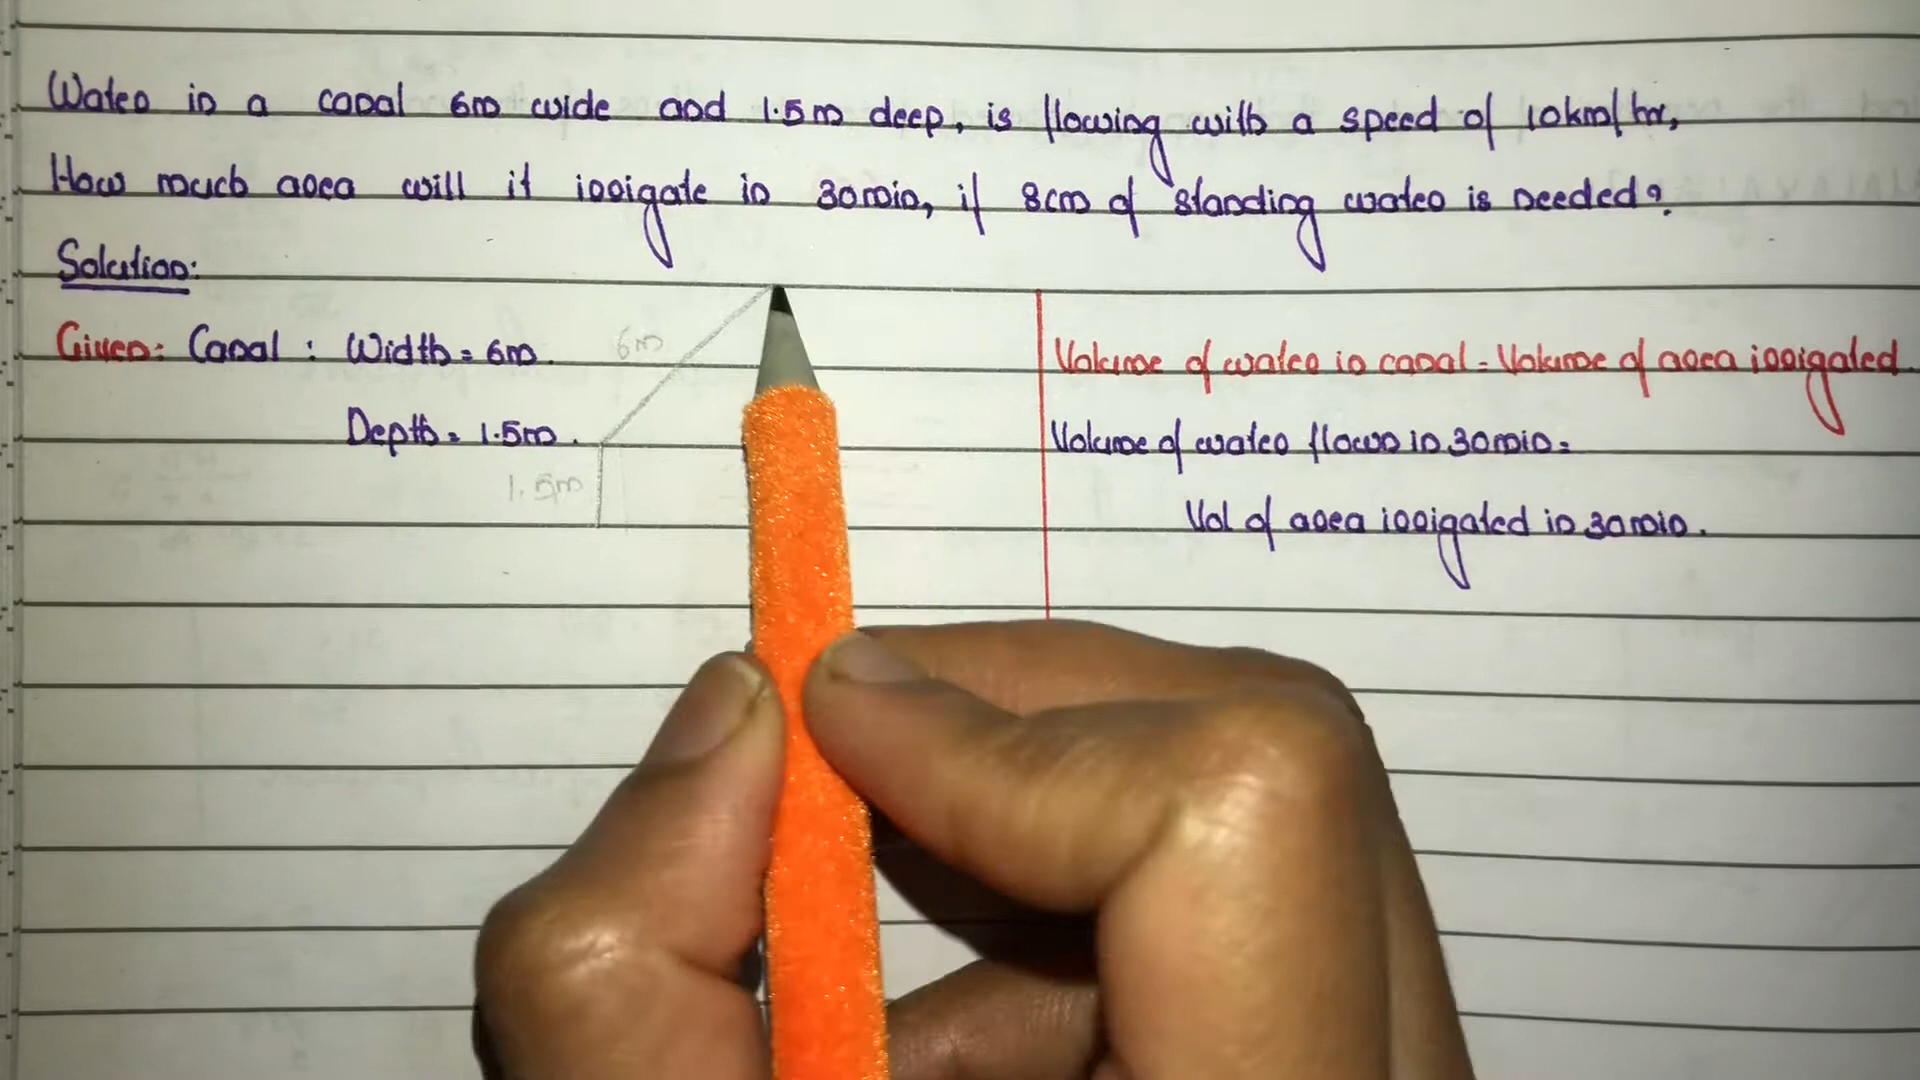 Water in a canal 6m wide and 1.5m deep, is flowing with a speed of 10km/hr,
How much area will it irrigate in 30min, if 8cm of standing water is needed?
Solution:
Given: Canal : Width = 6m.
Depth = 1.5m.
6m
1.5m
Volume of water in canal = Volume of area irrigated.
Volume of water flows in 30min =
Vol of area irrigated in 30min.